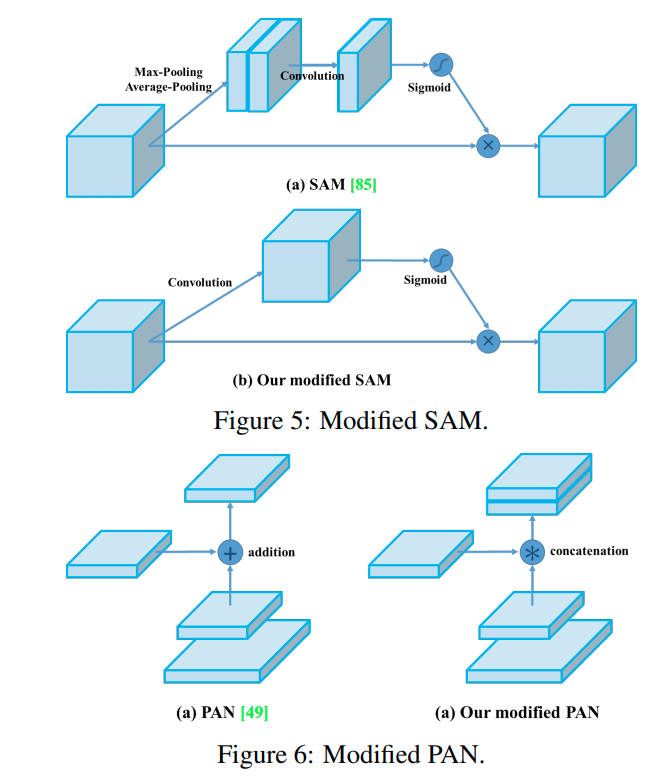 Max-Pooling
Average-Pooling
Convolution
Sigmoid
(a) SAM [85]
Convolution
Sigmoid
(b) Our modified SAM
Figure 5: Modified SAM.
addition
concatenation
(a) PAN [49]
(a) Our modified PAN
Figure 6: Modified PAN.